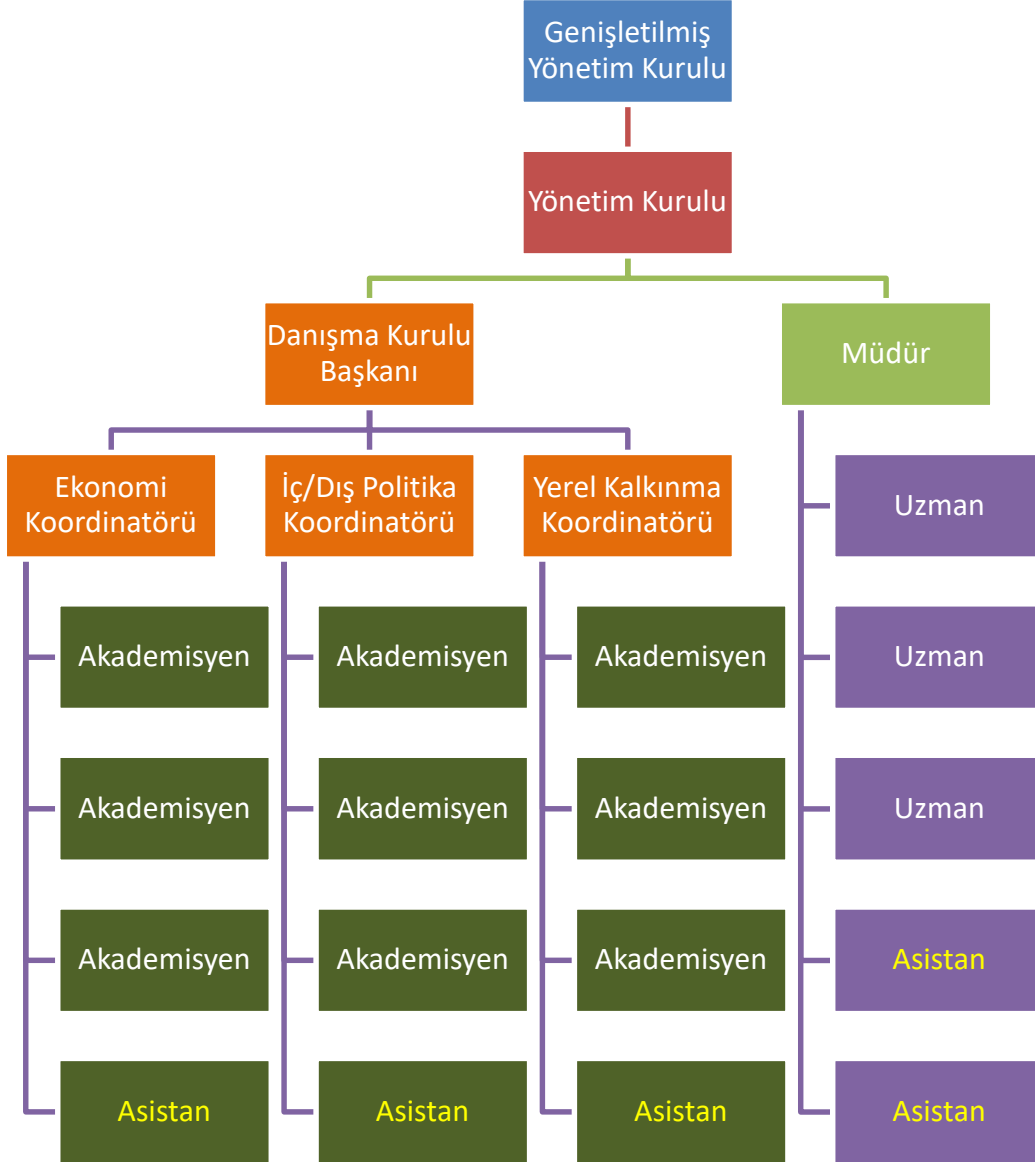 Genişletilmiş
Yönetim Kurulu
Yönetim Kurulu
Danışma Kurulu
Başkanı
Müdür
Ekonomi
Koordinatörü
İç/Dış Politika
Koordinatörü
Yerel Kalkınma
Koordinatörü
Uzman
Akademisyen
Akademisyen
Akademisyen
Uzman
Akademisyen
Akademisyen
Akademisyen
Uzman
Akademisyen
Akademisyen
Akademisyen
Asistan
Asistan
Asistan
Asistan
Asistan